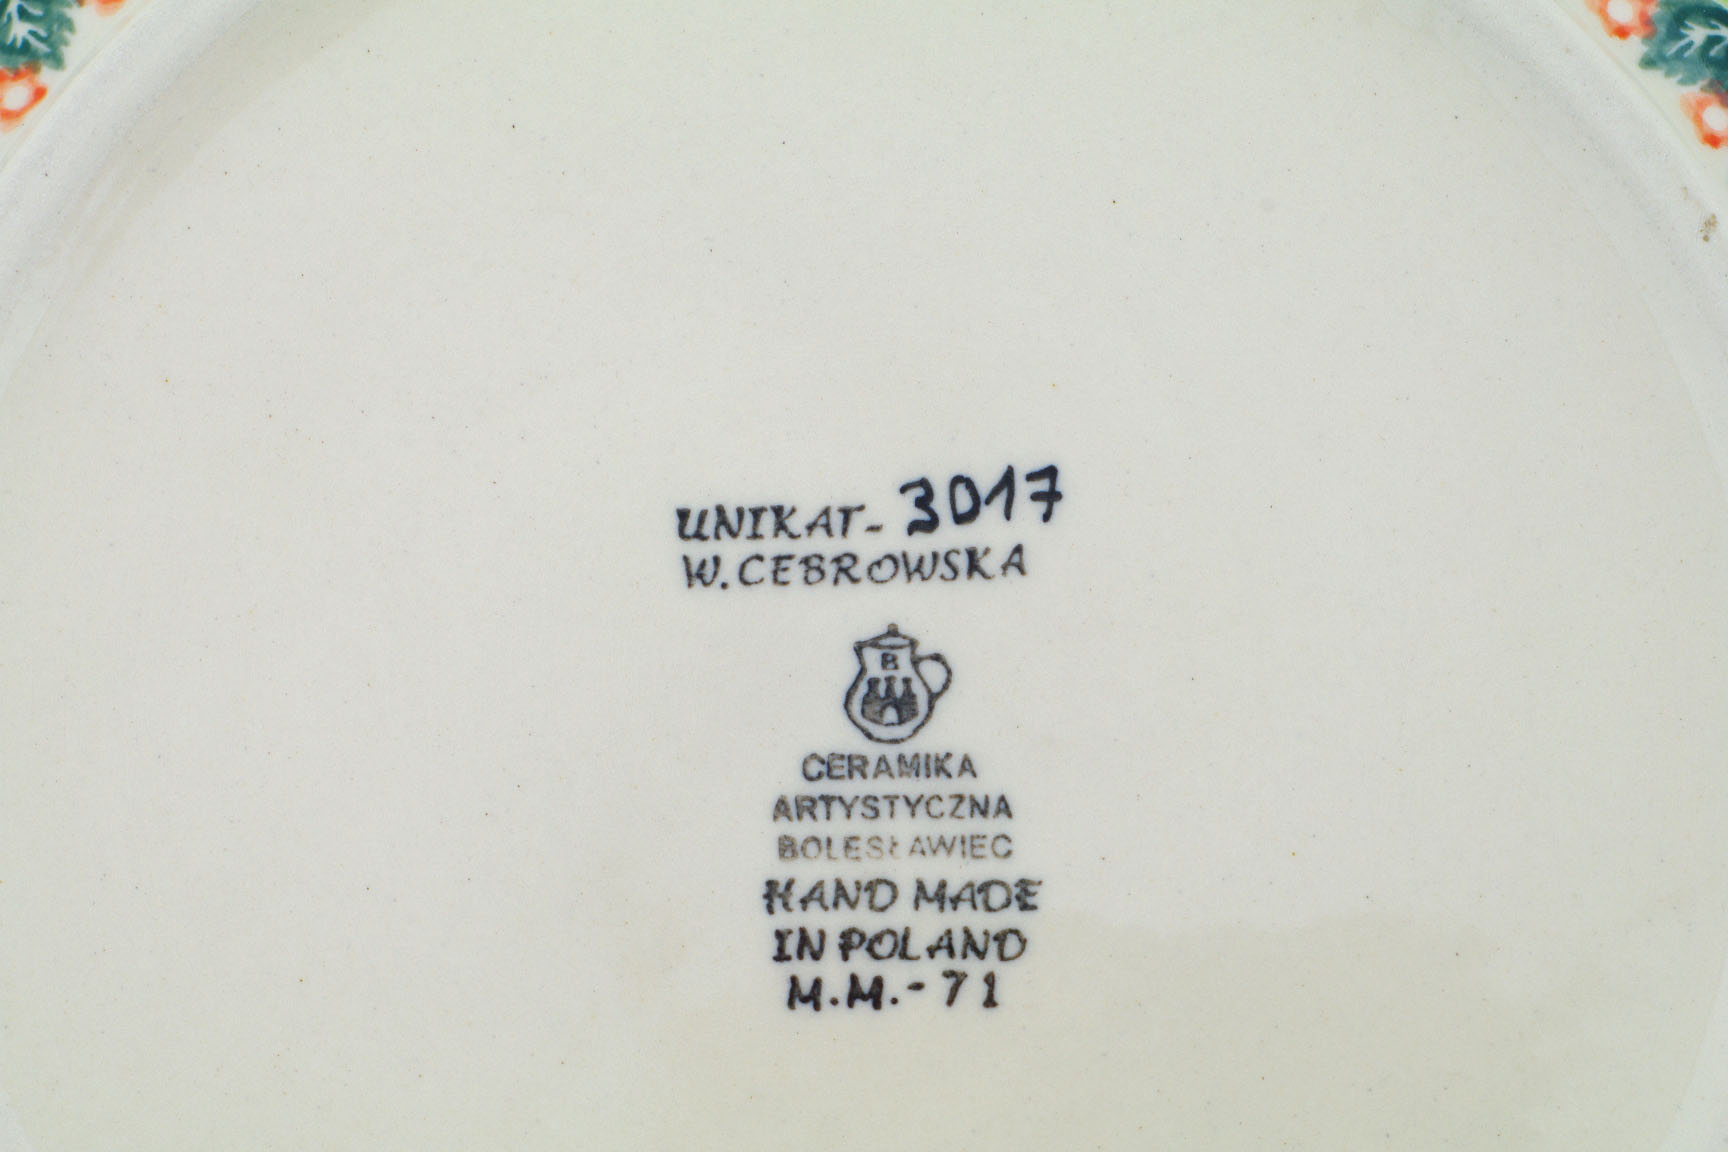 UNIKAT- 3017
W. CEBROWSKA
B
CERAMIKA
ARTYSTYCZNA
BOLESŁAWIEC
HAND MADE
IN POLAND
M.M.-71